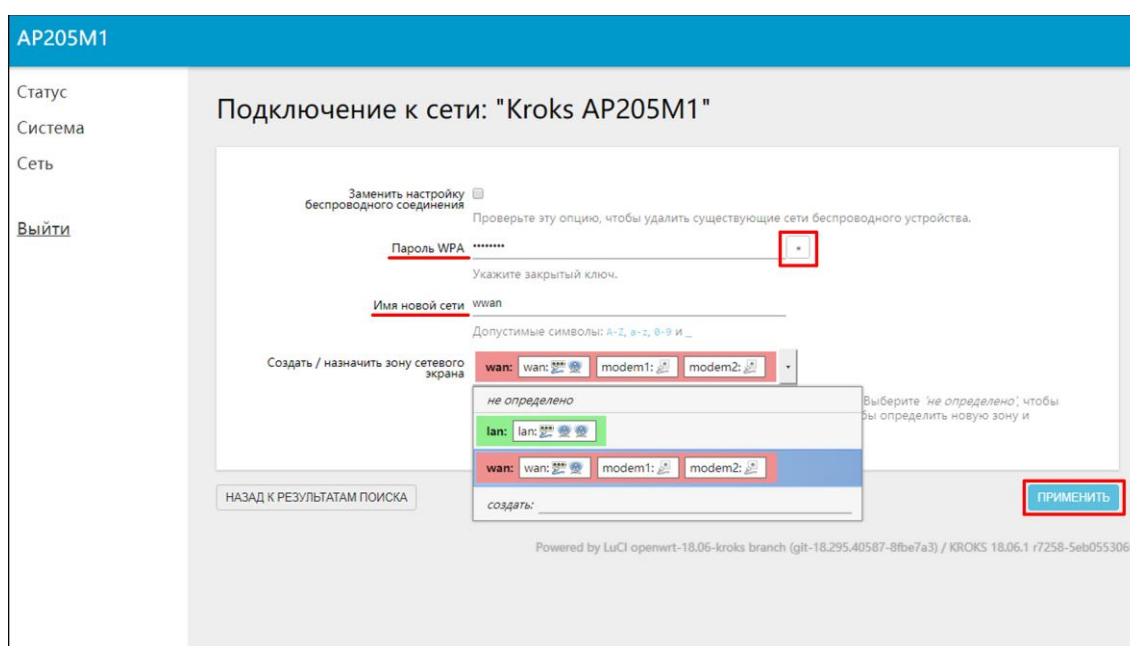 AP205M1
Статус
Система
Сеть
Выйти
Подключение к сети: "Kroks AP205M1"
Заменить настройку
беспроводного соединения
Проверьте эту опцию, чтобы удалить существующие сети беспроводного устройства.
Пароль WPA ••••••••
*
Укажите закрытый ключ.
Имя новой сети wwan
Допустимые символы: A-Z, a-z, 0-9 и _
Создать / назначить зону сетевого
экрана
wan: wan: modem1: modem2:
не определено
Выберите 'не определено', чтобы
бы определить новую зону и
lan: lan:
wan: wan: modem1: modem2:
создать:
НАЗАД К РЕЗУЛЬТАТАМ ПОИСКА
ПРИМЕНИТЬ
Powered by LuCI openwrt-18.06-kroks branch (git-18.295.40587-8fbe7a3) / KROKS 18.06.1 r7258-5eb055306